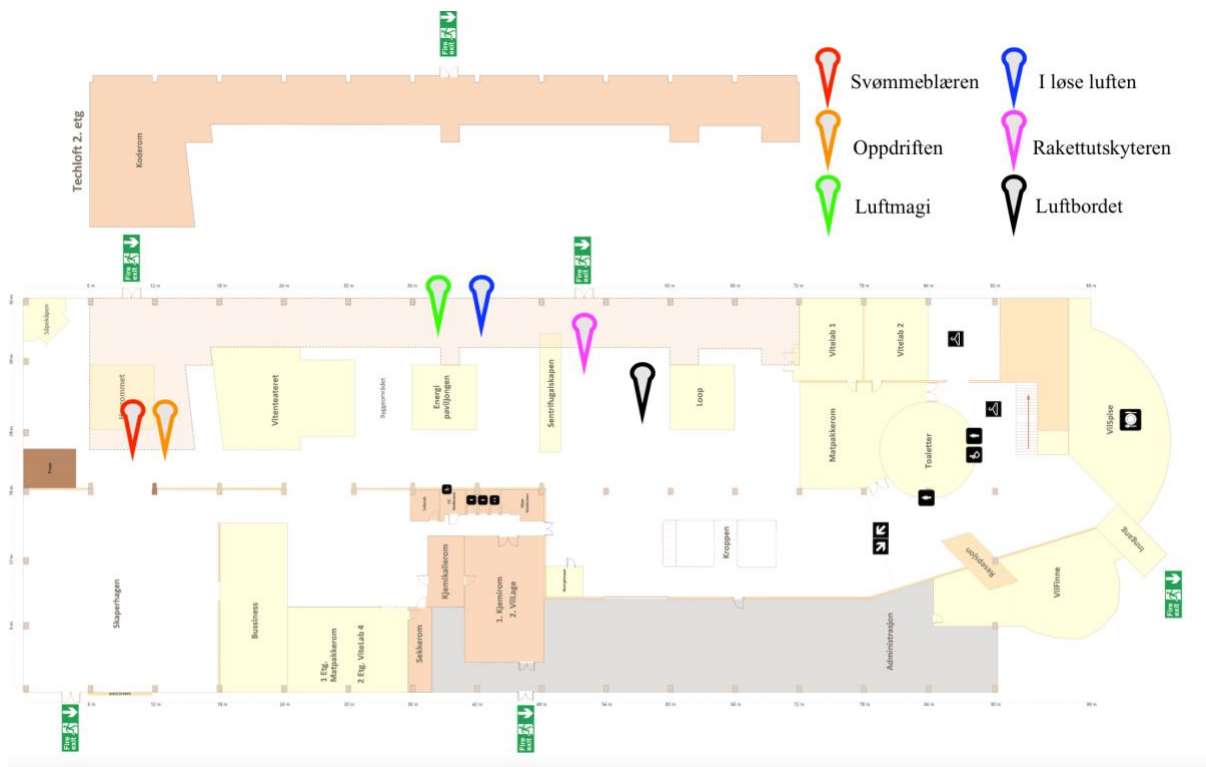 Fire
exit
Techloft 2. etg
Koderom
Svømmeblæren
I løse luften
Oppdriften
Rakettutskyteren
Luftmagi
Luftbordet
Fire
exit
Fire
exit
Vitenteateret
Byggeområdet
Energi
paviljongen
Sentrifugalskapen
Loop
Vitelab 1
Vitelab 2
Matpakkerom
Toaletter
VilSpise
Inngang
Resepsjon
VilFinne
Fire
exit
Kroppen
Skaperhagen
Bussiness
1 Etg.
Matpakkerom
2 Etg. ViteLab 4
Sekkerom
Kjemikalierom
1. Kjemirom
2. VilLage
Administrasjon
Fire
exit
Fire
exit